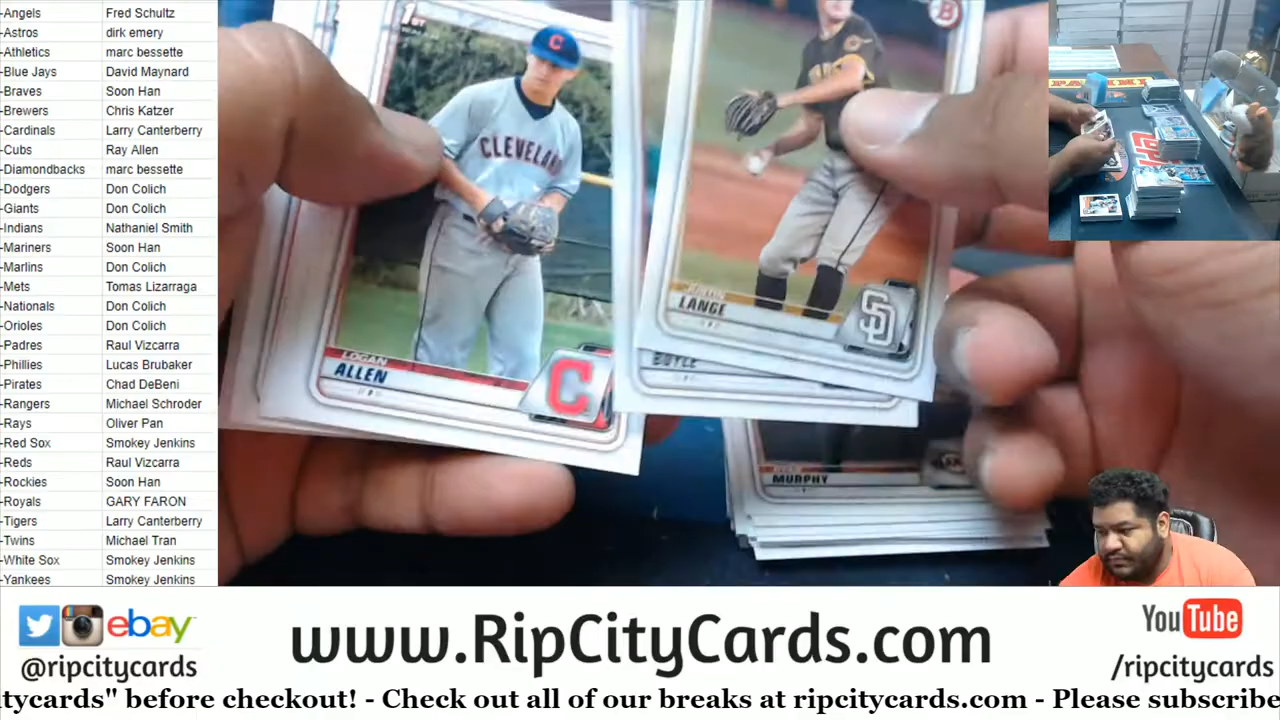 -Angels Fred Schultz
-Astros dirk emery
-Athletics marc bessette
-Blue Jays David Maynard
-Braves Soon Han
-Brewers Chris Katzer
-Cardinals Larry Canterberry
-Cubs Ray Allen
-Diamondbacks marc bessette
-Dodgers Don Colich
-Giants Don Colich
-Indians Nathaniel Smith
-Mariners Soon Han
-Marlins Don Colich
-Mets Tomas Lizarraga
-Nationals Don Colich
-Orioles Don Colich
-Padres Raul Vizcarra
-Phillies Lucas Brubaker
-Pirates Chad DeBeni
-Rangers Michael Schroder
-Rays Oliver Pan
-Red Sox Smokey Jenkins
-Reds Raul Vizcarra
-Rockies Soon Han
-Royals GARY FARON
-Tigers Larry Canterberry
-Twins Michael Tran
-White Sox Smokey Jenkins
-Yankees Smokey Jenkins
1ST
C
CLEVELAND
LOGAN
ALLEN
C
B
LANGE
SD
BOYLE
MURPHY
ebay
@ripcitycards
www.RipCityCards.com
YouTube
/ripcitycards
itycards" before checkout! - Check out all of our breaks at ripcitycards.com - Please subscribe